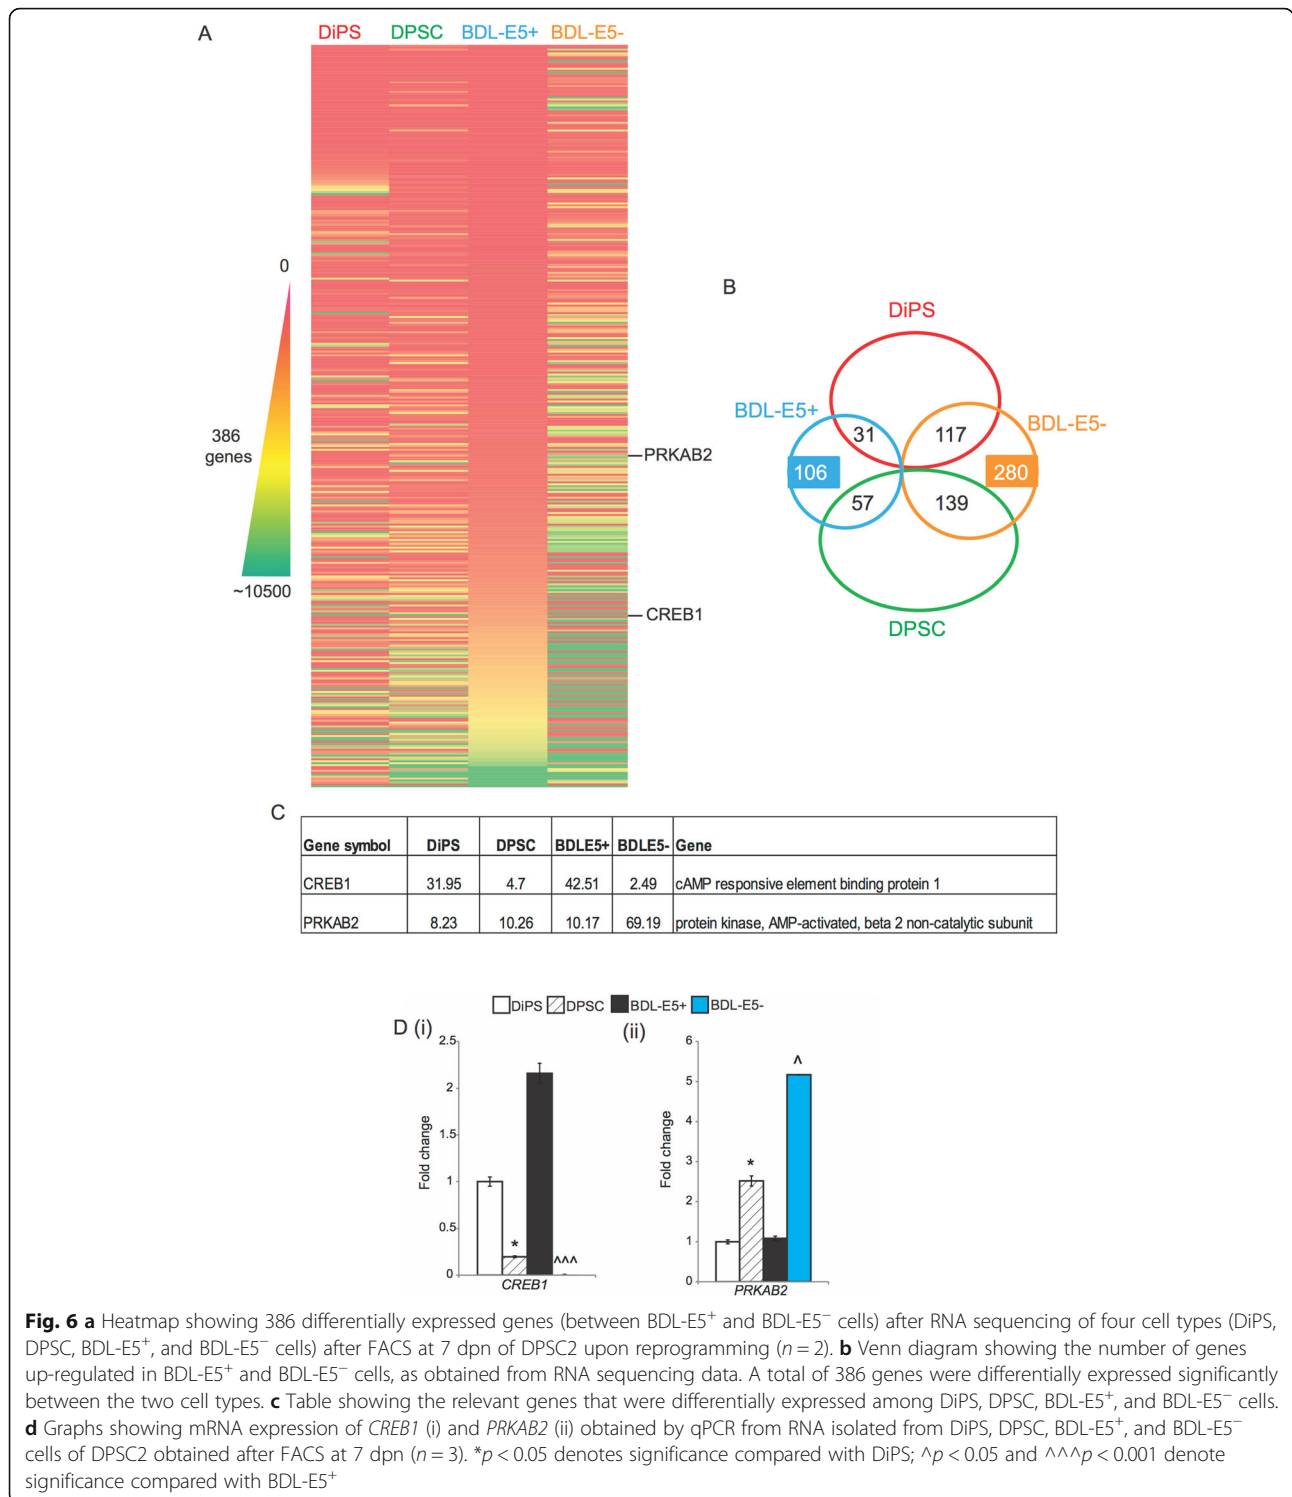 A
DiPS DPSC BDL-E5+ BDL-E5-
0
386
genes
~10500
PRKAB2
CREB1
B
DiPS
BDL-E5+
BDL-E5-
31 117
106 280
57 139
DPSC
C
Gene symbol DiPS DPSC BDLE5+ BDLE5- Gene
CREB1 31.95 4.7 42.51 2.49 cAMP responsive element binding protein 1
PRKAB2 8.23 10.26 10.17 69.19 protein kinase, AMP-activated, beta 2 non-catalytic subunit
DiPS DPSC BDL-E5+ BDL-E5-
D (i)
Fold change
2.5
2
1.5
1
0.5
0
*
^^^
CREB1
(ii)
Fold change
6
5
4
3
2
1
0
*
^
PRKAB2
Fig. 6 a Heatmap showing 386 differentially expressed genes (between BDL-E5⁺ and BDL-E5⁻ cells) after RNA sequencing of four cell types (DiPS,
DPSC, BDL-E5⁺, and BDL-E5⁻ cells) after FACS at 7 dpn of DPSC2 upon reprogramming (n = 2). b Venn diagram showing the number of genes
up-regulated in BDL-E5⁺ and BDL-E5⁻ cells, as obtained from RNA sequencing data. A total of 386 genes were differentially expressed significantly
between the two cell types. c Table showing the relevant genes that were differentially expressed among DiPS, DPSC, BDL-E5⁺, and BDL-E5⁻ cells.
d Graphs showing mRNA expression of CREB1 (i) and PRKAB2 (ii) obtained by qPCR from RNA isolated from DiPS, DPSC, BDL-E5⁺, and BDL-E5⁻
cells of DPSC2 obtained after FACS at 7 dpn (n = 3). *p < 0.05 denotes significance compared with DiPS; ^p < 0.05 and ^^^p < 0.001 denote
significance compared with BDL-E5⁺